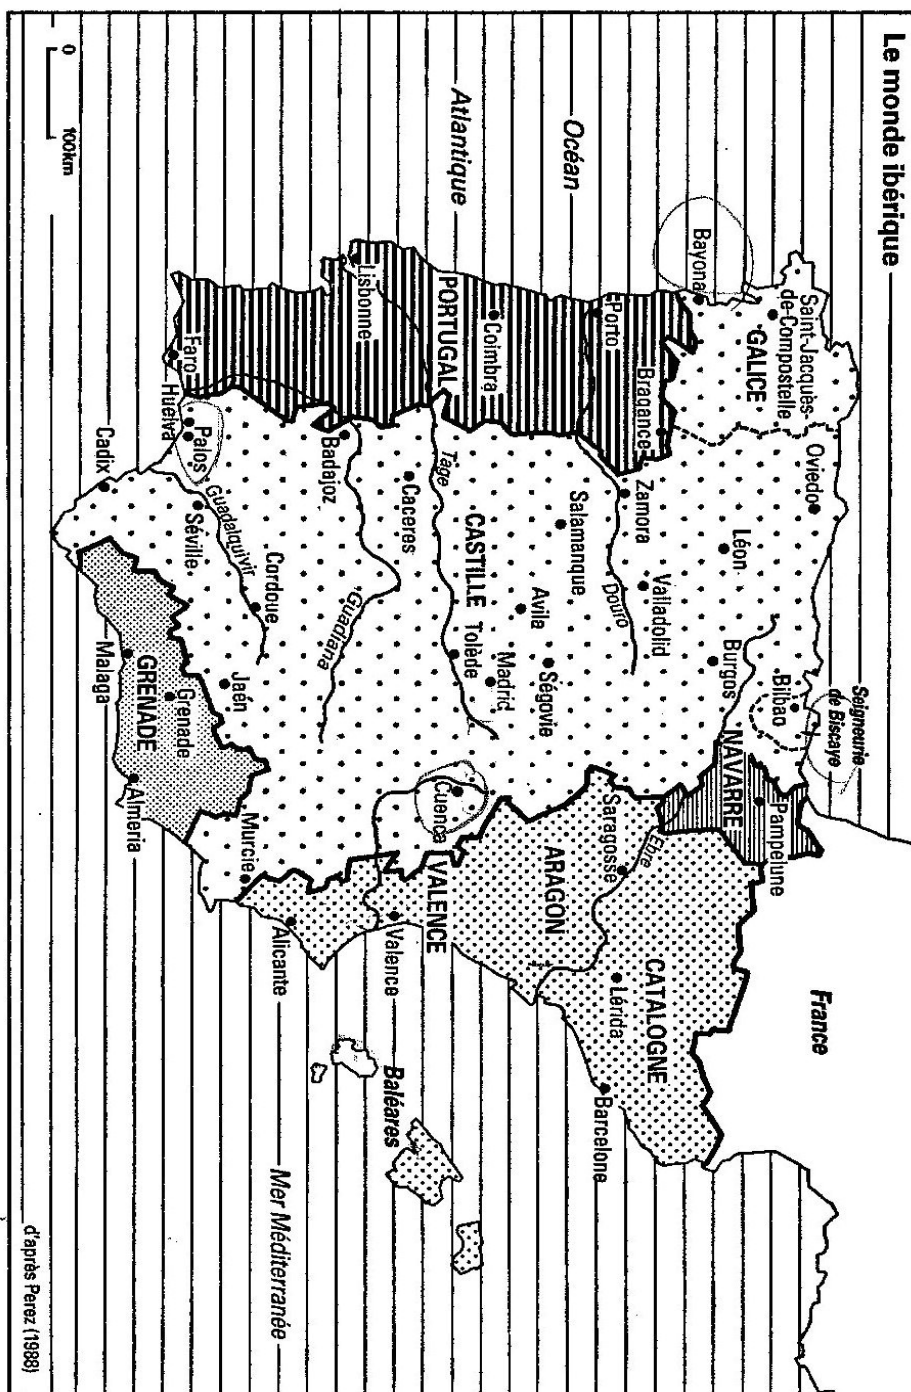 Le monde ibérique
Seigneurie
de Biscaye
France
Océan
Atlantique
Saint-Jacques-
de-Compostelle
GALICE
Bayona
Oviedo
Léon
Bilbao
Burgos
NAVARRE
Pampelune
Bragance
Porto
Zamora
Valladolid
Douro
Salamanque
Ségovie
Avila
Saragosse
Ebre
ARAGON
CATALOGNE
Lérida
Barcelone
Coimbra
PORTUGAL
Madrid
CASTILLE
Tolède
Tage
Caceres
Cuenca
VALENCE
Valence
Baléares
Lisbonne
Badajoz
Guadiana
Alicante
Murcie
Cordoue
Jaén
Guadalquivir
Séville
Palos
Huelva
Faro
Grenade
GRENADE
Cadix
Malaga
Almeria
Mer Méditerranée
0
100km
d'après Perez (1988)